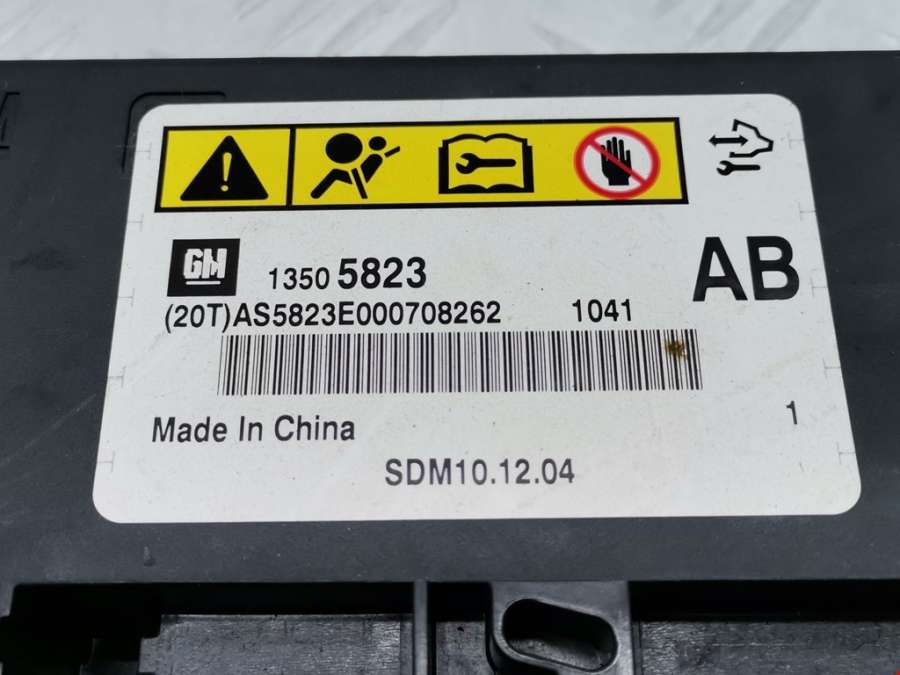 GM 1350 5823 AB
(20T)AS5823E000708262 1041
Made In China 1
SDM10.12.04